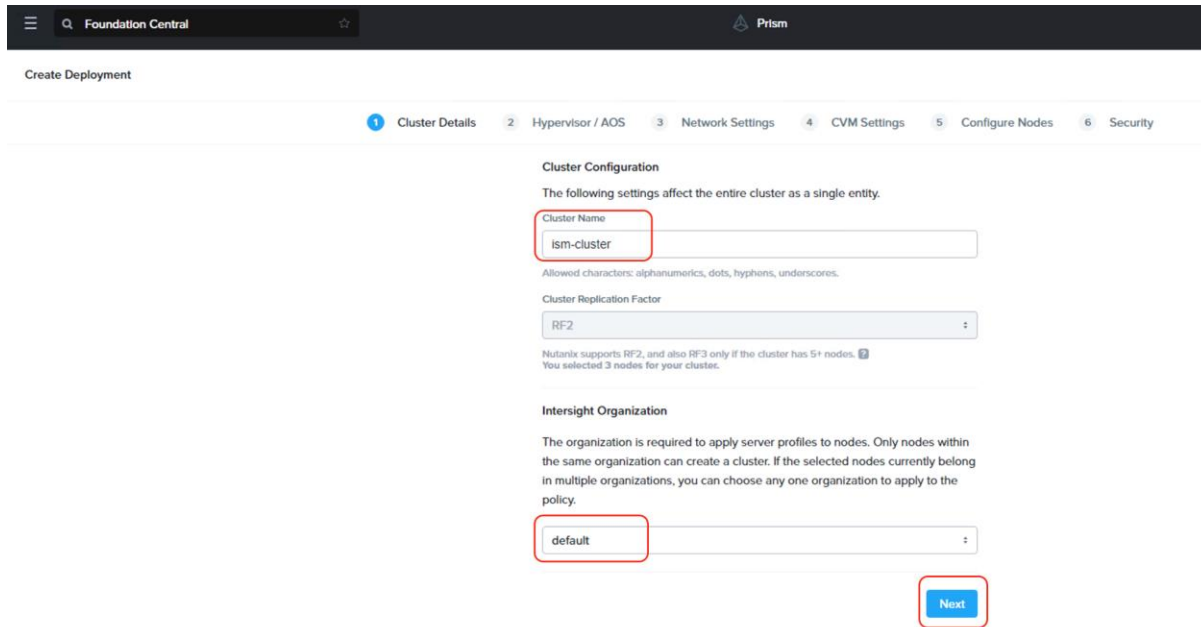 Foundation Central
Prism
Create Deployment
1 Cluster Details 2 Hypervisor / AOS 3 Network Settings 4 CVM Settings 5 Configure Nodes 6 Security
Cluster Configuration
The following settings affect the entire cluster as a single entity.
Cluster Name
ism-cluster
Allowed characters: alphanumerics, dots, hyphens, underscores.
Cluster Replication Factor
RF2
Nutanix supports RF2, and also RF3 only if the cluster has 5+ nodes. ?
You selected 3 nodes for your cluster.
Intersight Organization
The organization is required to apply server profiles to nodes. Only nodes within
the same organization can create a cluster. If the selected nodes currently belong
in multiple organizations, you can choose any one organization to apply to the
policy.
default
Next